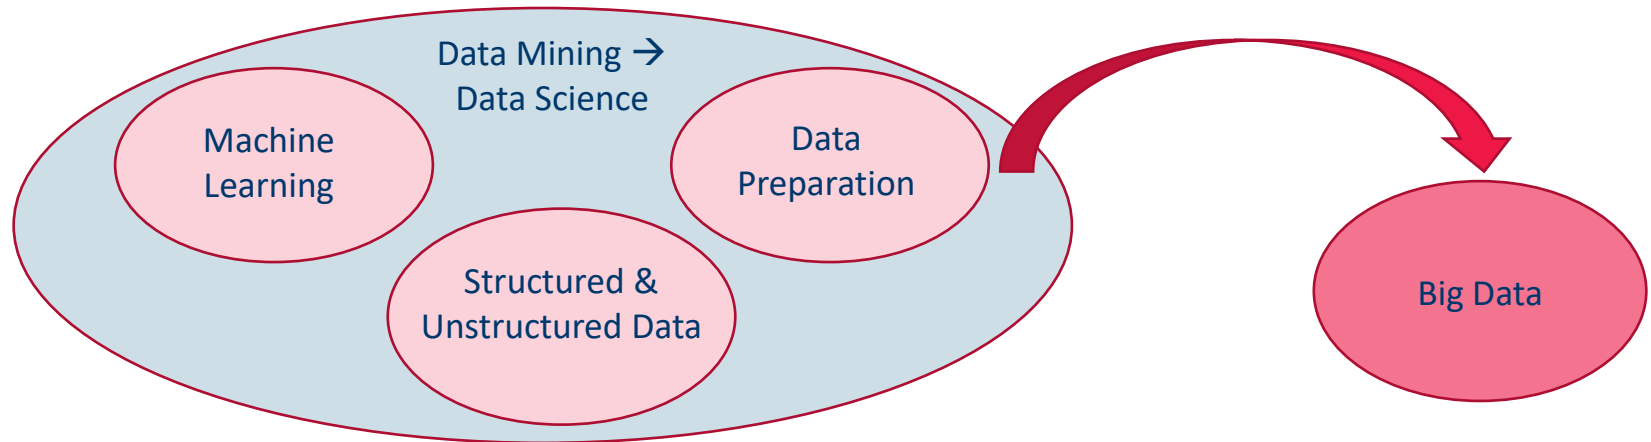 Data Mining →
Data Science
Machine
Learning
Data
Preparation
Structured &
Unstructured Data
Big Data